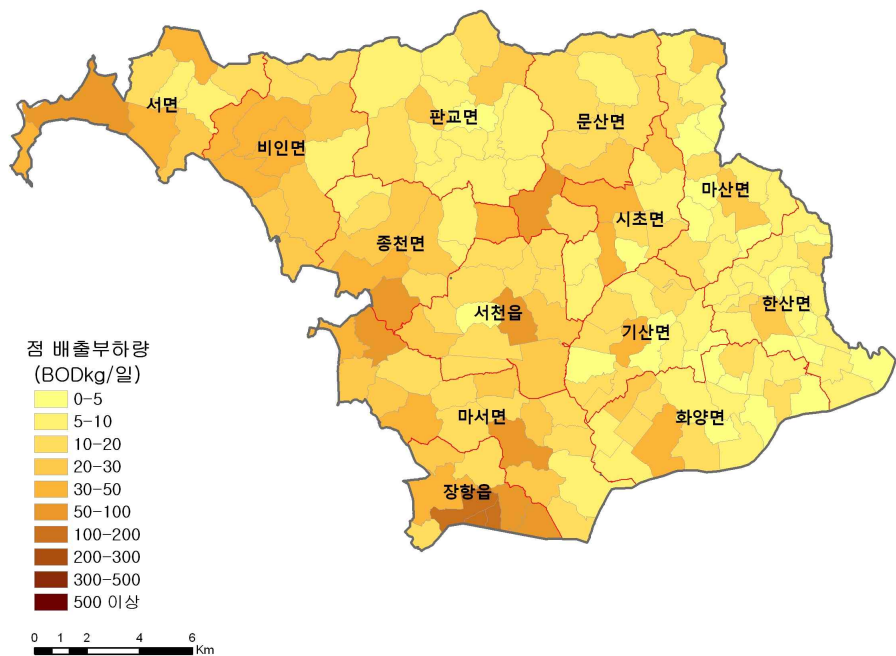 서면
판교면
문산면
비인면
마산면
시초면
종천면
한산면
서천읍
기산면
마서면
화양면
장항읍
점 배출부하량
(BODkg/일)
0-5
5-10
10-20
20-30
30-50
50-100
100-200
200-300
300-500
500 이상
0 1 2 4 6
Km